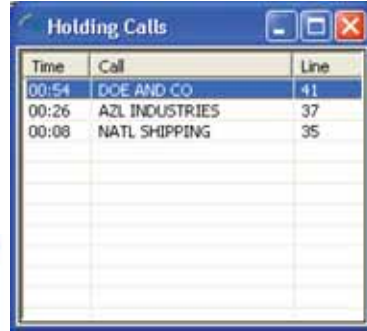 Holding Calls
Time Call Line
00:54 DOE AND CO 41
00:26 AZL INDUSTRIES 37
00:08 NATL SHIPPING 35